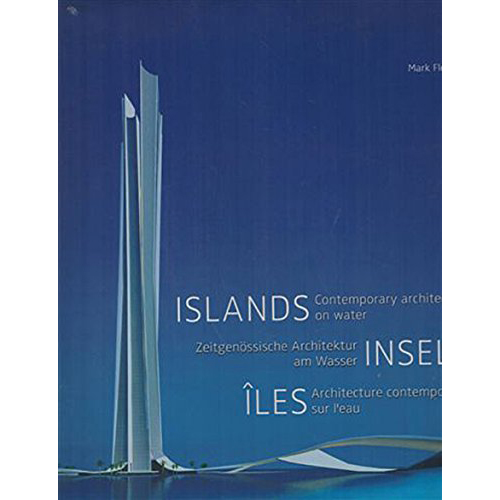 Mark Fl
ISLANDS Contemporary archite
on water
Zeitgenössische Architektur
am Wasser INSEL
ÎLES Architecture contempo
sur l'eau